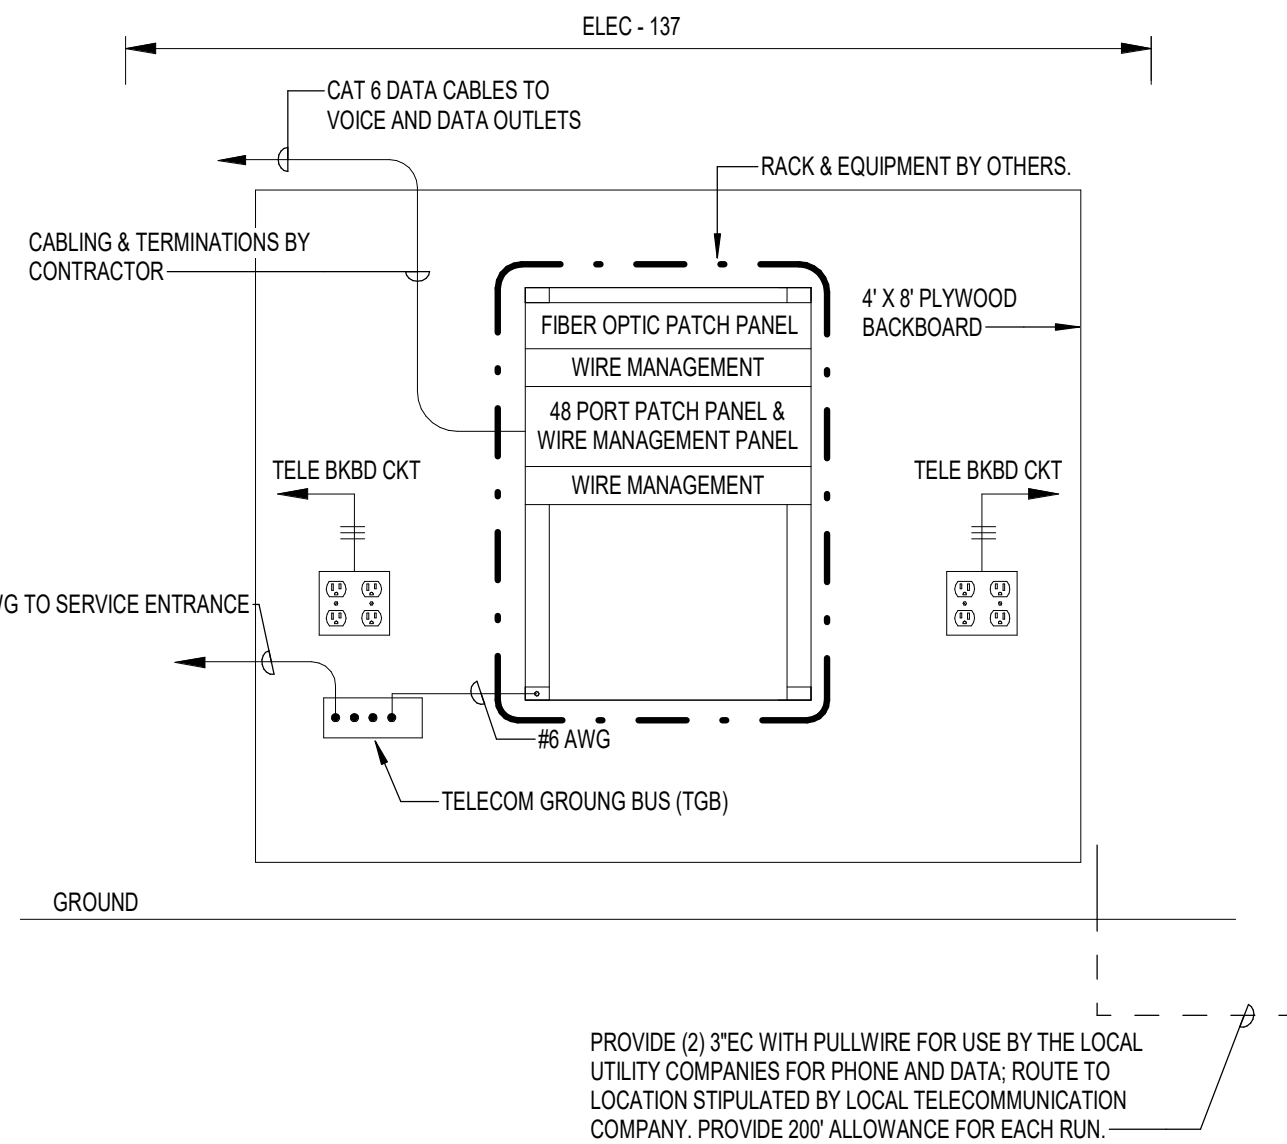 ELEC - 137
CAT 6 DATA CABLES TO
VOICE AND DATA OUTLETS
RACK & EQUIPMENT BY OTHERS.
CABLING & TERMINATIONS BY
CONTRACTOR
4' X 8' PLYWOOD
BACKBOARD
FIBER OPTIC PATCH PANEL
WIRE MANAGEMENT
48 PORT PATCH PANEL &
WIRE MANAGEMENT PANEL
WIRE MANAGEMENT
TELE BKBD CKT
TELE BKBD CKT
TO SERVICE ENTRANCE
#6 AWG
TELECOM GROUNG BUS (TGB)
GROUND
PROVIDE (2) 3"EC WITH PULLWIRE FOR USE BY THE LOCAL
UTILITY COMPANIES FOR PHONE AND DATA; ROUTE TO
LOCATION STIPULATED BY LOCAL TELECOMMUNICATION
COMPANY. PROVIDE 200' ALLOWANCE FOR EACH RUN.